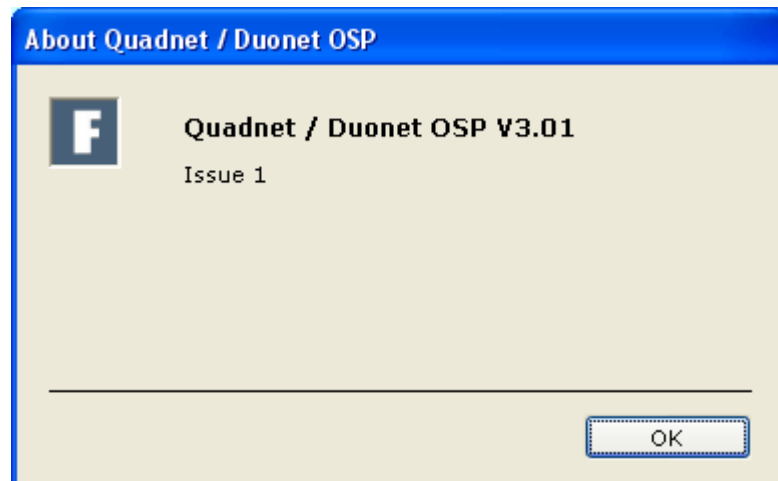 About Quadnet / Duonet OSP
F
Quadnet / Duonet OSP V3.01
Issue 1
OK